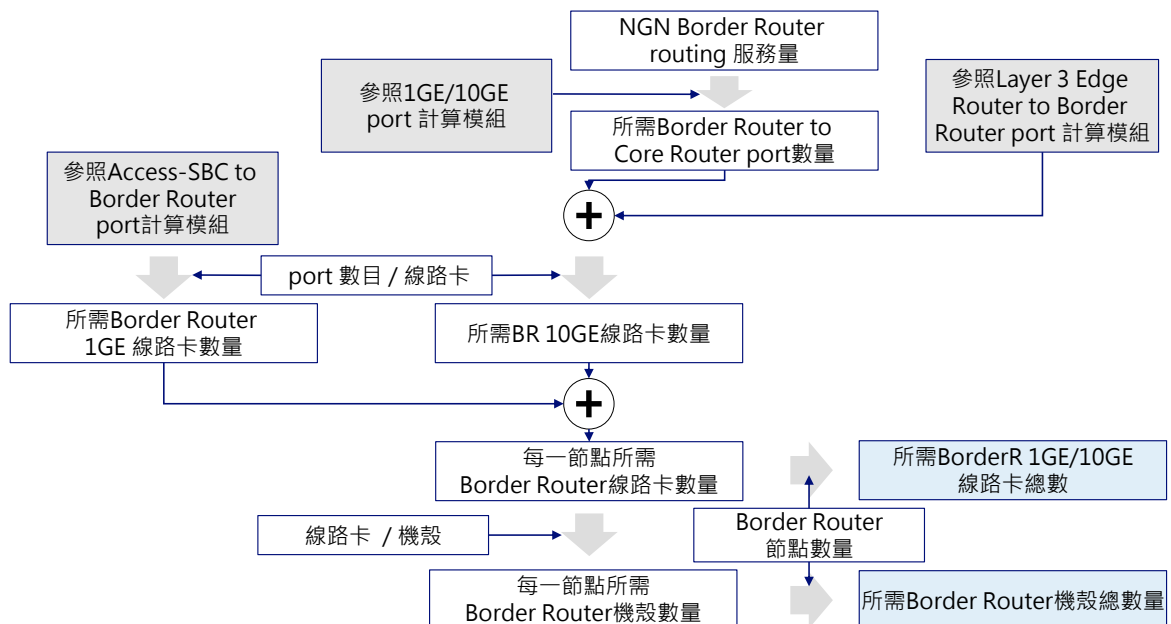 NGN Border Router
routing 服務量
參照1GE/10GE
port 計算模組
參照Layer 3 Edge
Router to Border
Router port 計算模組
所需Border Router to
Core Router port數量
參照Access-SBC to
Border Router
port計算模組
+
port 數目 / 線路卡
所需Border Router
1GE 線路卡數量
所需BR 10GE線路卡數量
+
每一節點所需
Border Router線路卡數量
所需BorderR 1GE/10GE
線路卡總數
線路卡 / 機殼
Border Router
節點數量
每一節點所需
Border Router機殼數量
所需Border Router機殼總數量